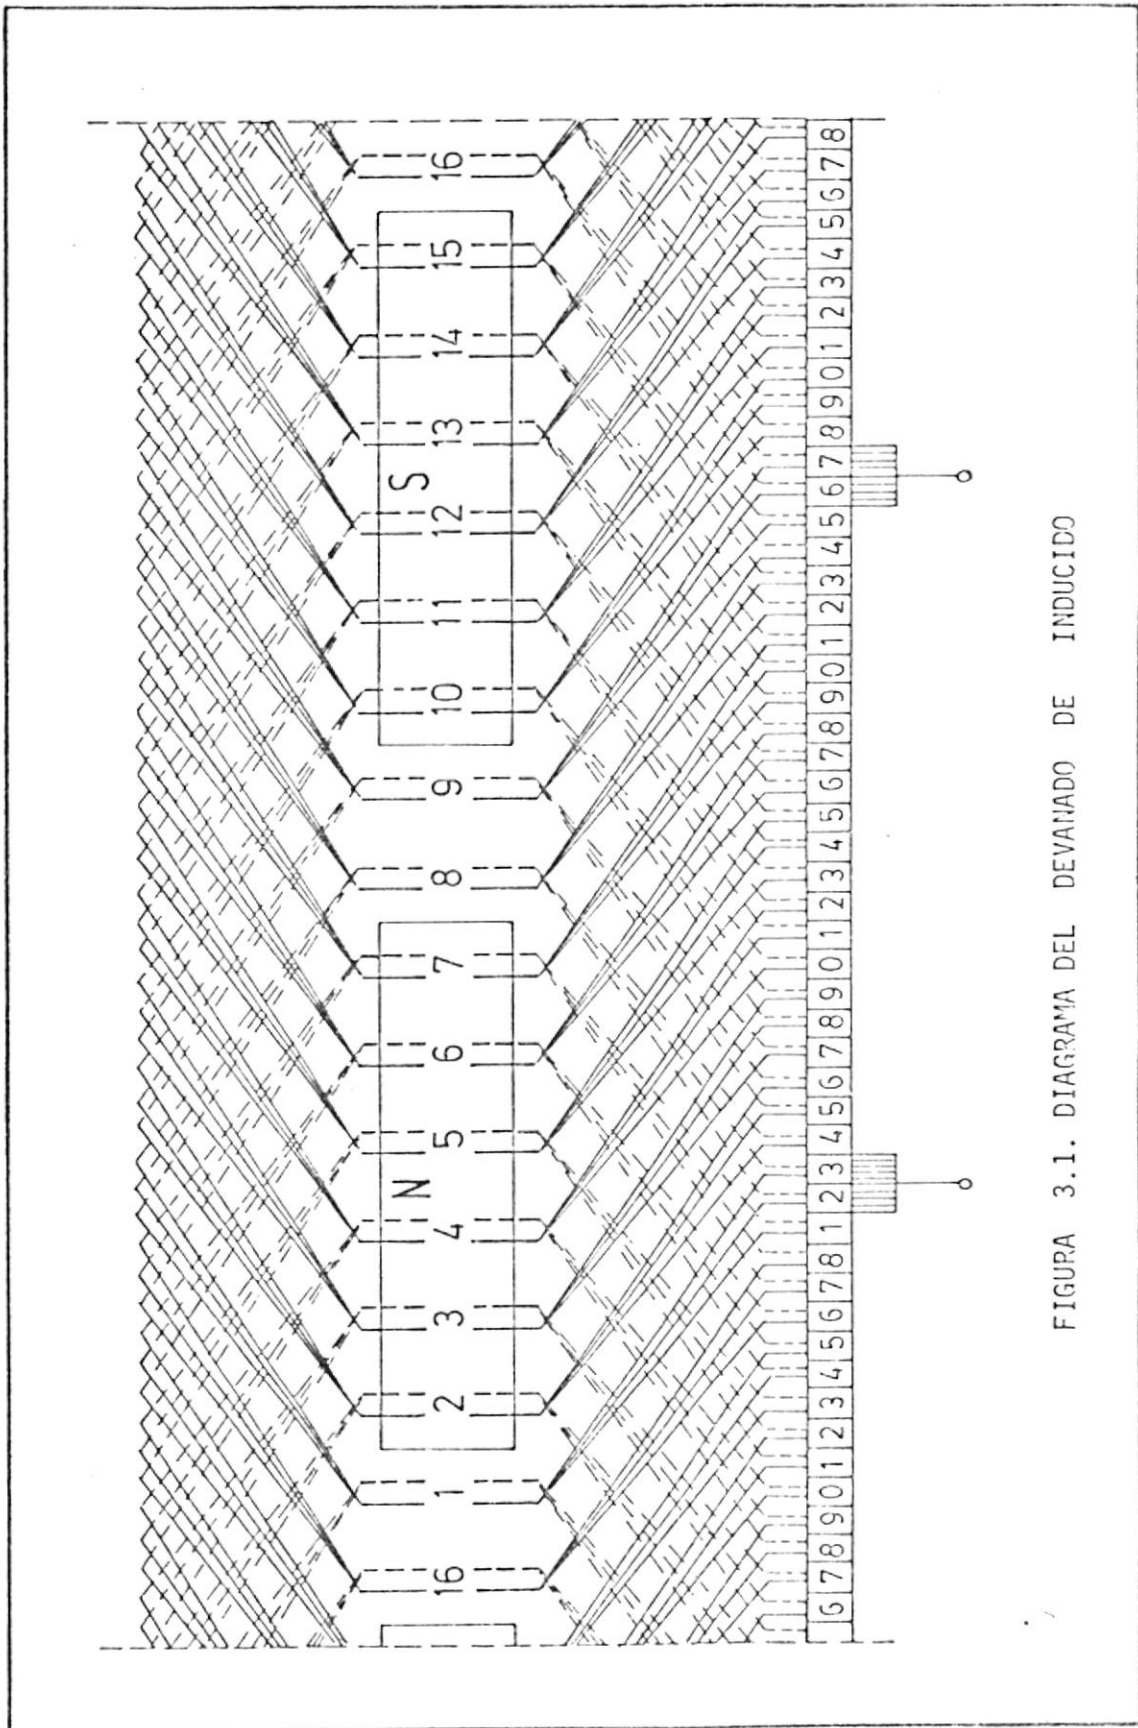 N S
16 1 2 3 4 5 6 7 8 9 10 11 12 13 14 15 16
6 7 8 9 0 1 2 3 4 5 6 7 8 1 2 3 4 5 6 7 8 9 0 1 2 3 4 5 6 7 8 9 0 1 2 3 4 5 6 7 8 9 0 1 2 3 4 5 6 7 8
FIGURA 3.1. DIAGRAMA DEL DEVANADO DE INDUCIDO